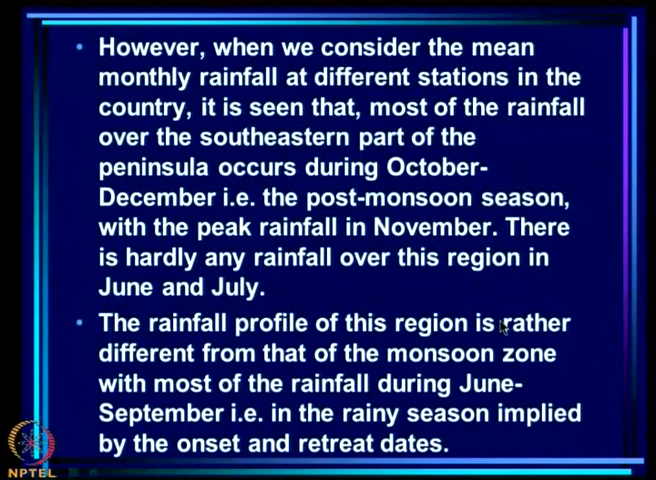 • However, when we consider the mean
monthly rainfall at different stations in the
country, it is seen that, most of the rainfall
over the southeastern part of the
peninsula occurs during October-
December i.e. the post-monsoon season,
with the peak rainfall in November. There
is hardly any rainfall over this region in
June and July.
• The rainfall profile of this region is rather
different from that of the monsoon zone
with most of the rainfall during June-
September i.e. in the rainy season implied
by the onset and retreat dates.
NPTEL